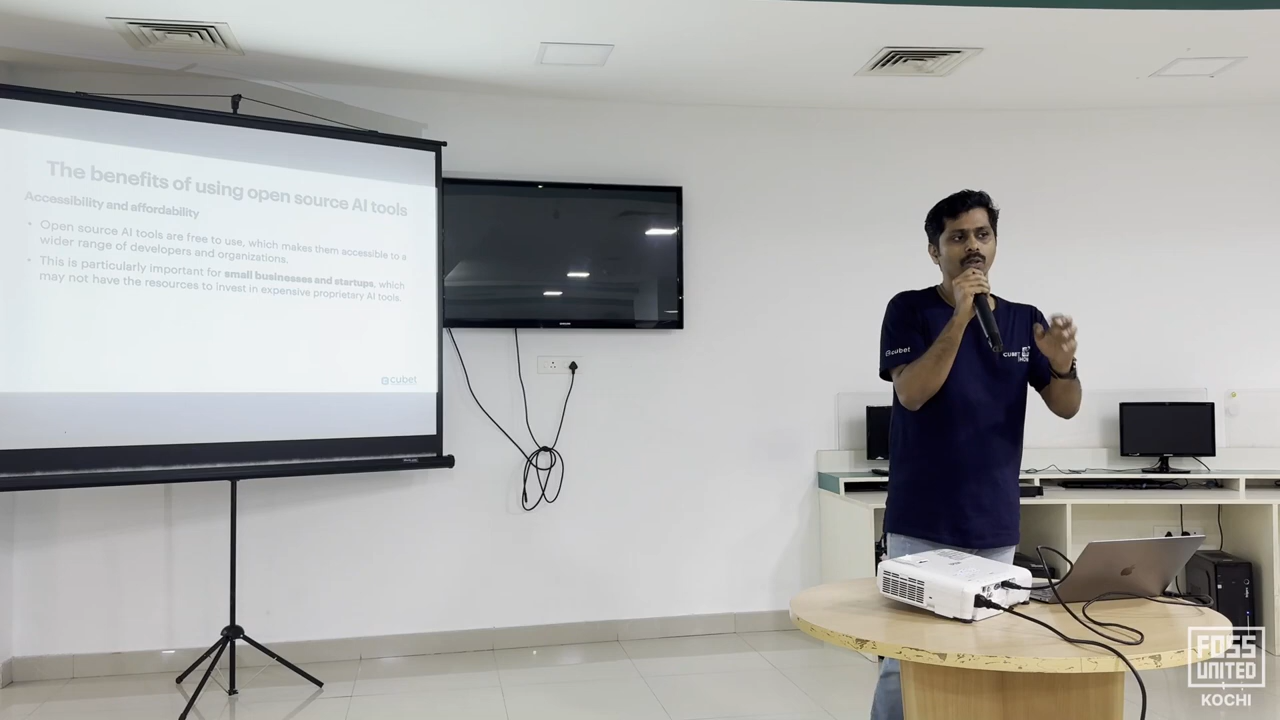 The benefits of using open source AI tools
Accessibility and affordability
• Open source AI tools are free to use, which makes them accessible to a
wider range of developers and organizations.
• This is particularly important for small businesses and startups, which
may not have the resources to invest in expensive proprietary AI tools.
cubet
cubet
CUBET
FOSS
UNITED
KOCHI